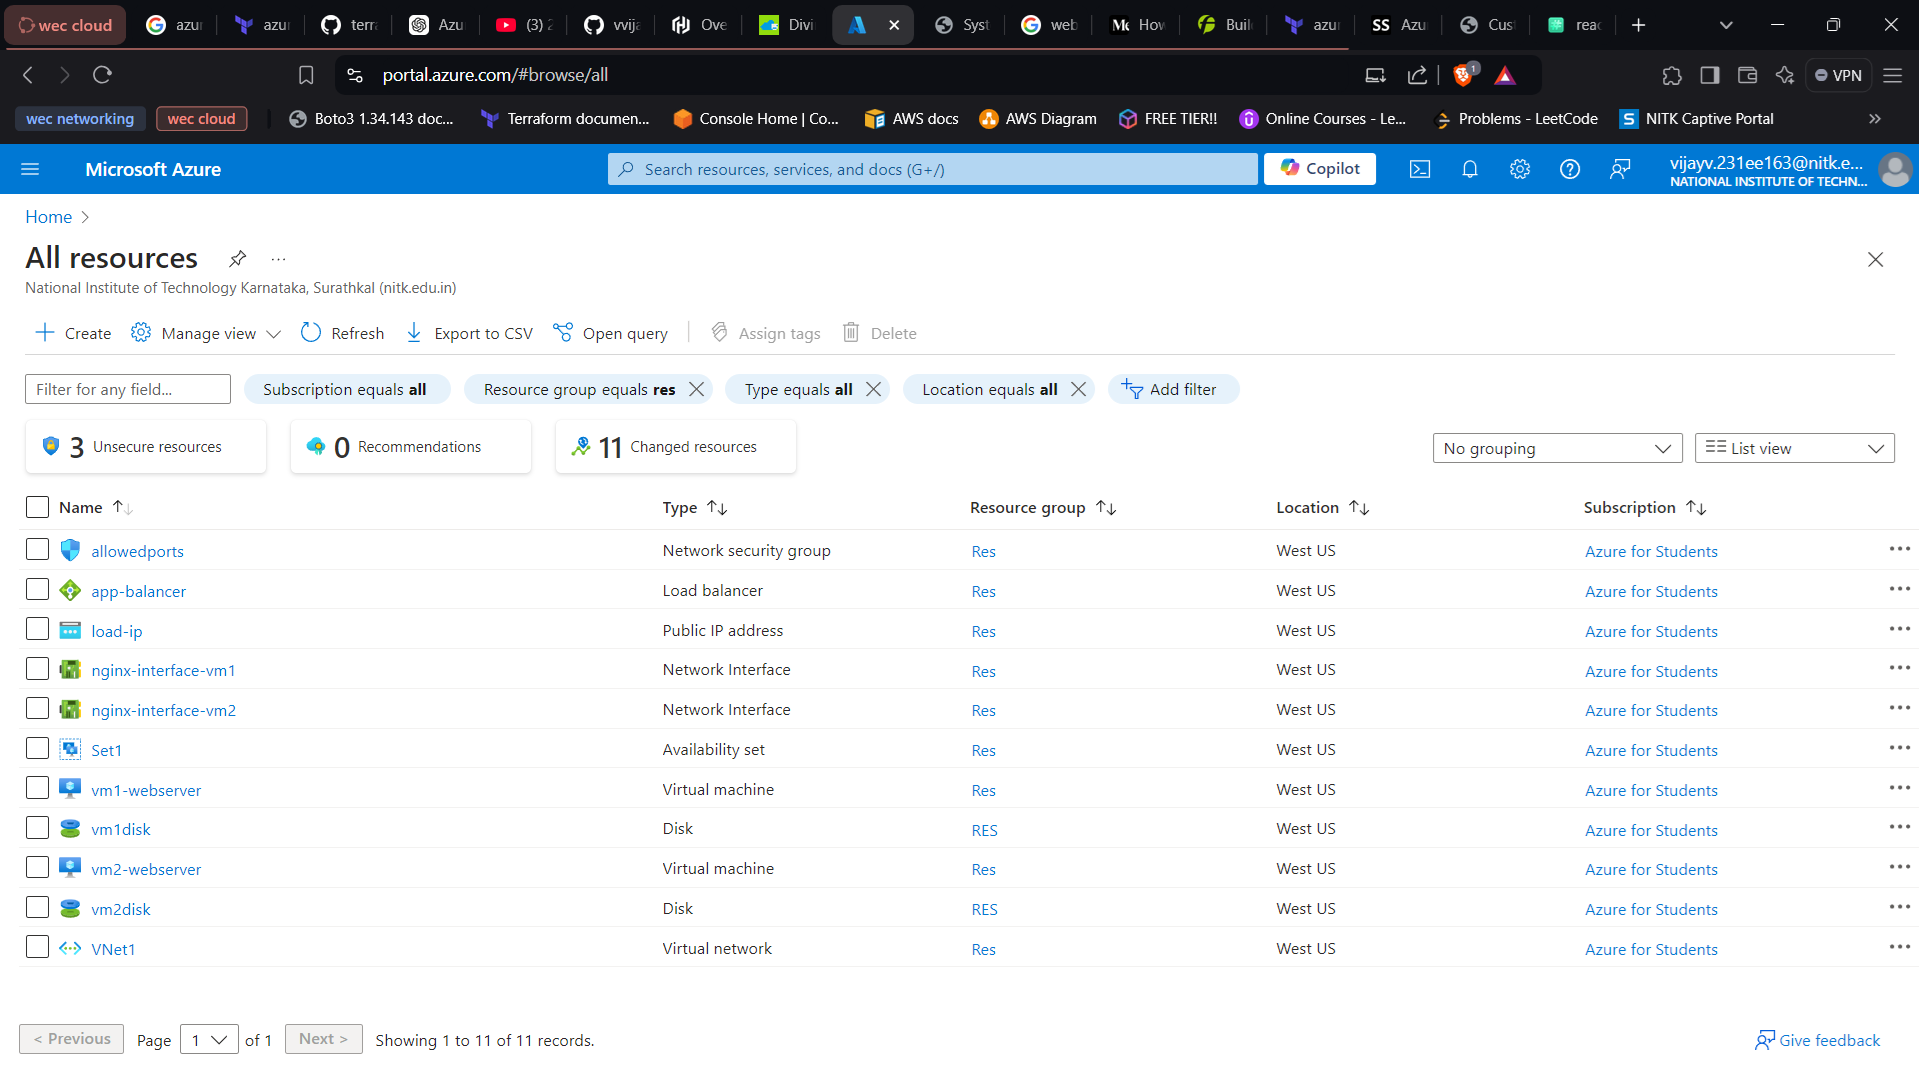 wec cloud azur azur terra Azu (3) 2 vvija Ove Divi Syst web How Buil azur SS Azu Cust reac
portal.azure.com/#browse/all 1 VPN
wec networking wec cloud Boto3 1.34.143 doc... Terraform documen... Console Home | Co... AWS docs AWS Diagram FREE TIER!! Online Courses - Le... Problems - LeetCode S NITK Captive Portal »
Microsoft Azure Search resources, services, and docs (G+/) Copilot vijayv.231ee163@nitk.e...
NATIONAL INSTITUTE OF TECHN...
Home
All resources ...
National Institute of Technology Karnataka, Surathkal (nitk.edu.in)
Create Manage view Refresh Export to CSV Open query Assign tags Delete
Filter for any field... Subscription equals all Resource group equals res Type equals all Location equals all Add filter
3 Unsecure resources 0 Recommendations 11 Changed resources No grouping List view
Name Type Resource group Location Subscription
allowedports Network security group Res West US Azure for Students ...
app-balancer Load balancer Res West US Azure for Students ...
load-ip Public IP address Res West US Azure for Students ...
nginx-interface-vm1 Network Interface Res West US Azure for Students ...
nginx-interface-vm2 Network Interface Res West US Azure for Students ...
Set1 Availability set Res West US Azure for Students ...
vm1-webserver Virtual machine Res West US Azure for Students ...
vm1disk Disk RES West US Azure for Students ...
vm2-webserver Virtual machine Res West US Azure for Students ...
vm2disk Disk RES West US Azure for Students ...
VNet1 Virtual network Res West US Azure for Students ...
< Previous Page 1 of 1 Next > Showing 1 to 11 of 11 records. Give feedback